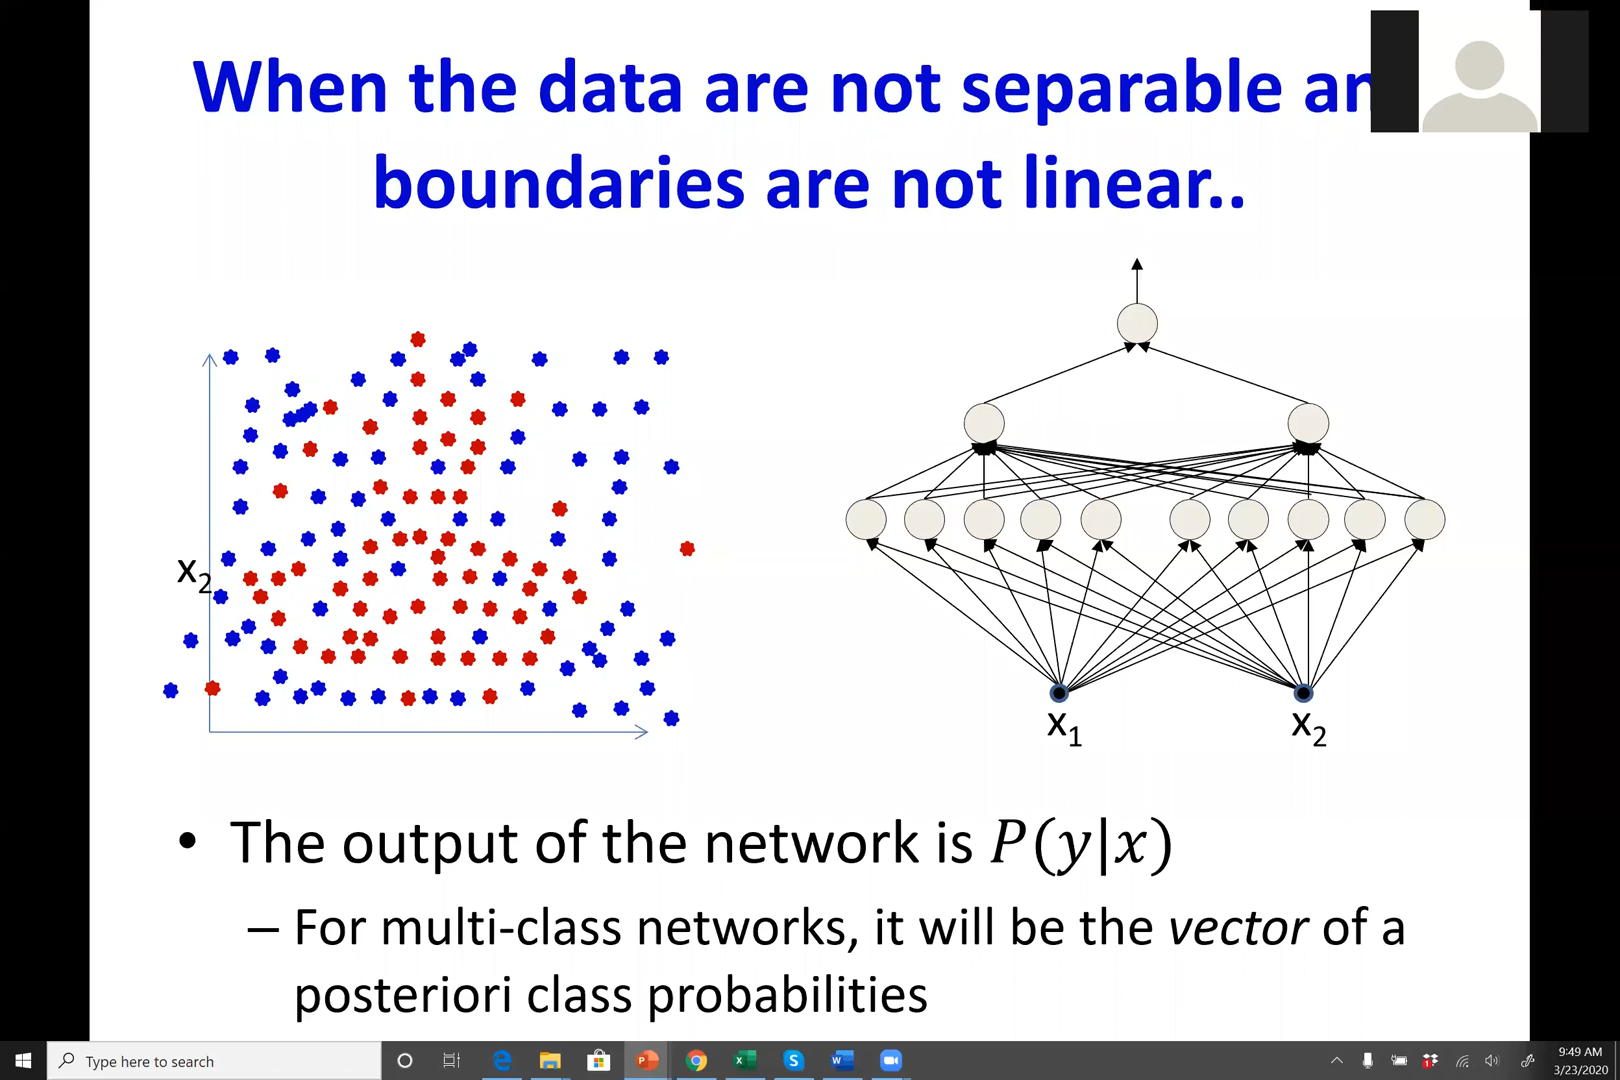 When the data are not separable an
boundaries are not linear..
x2
x1
x2
• The output of the network is P(y|x)
– For multi-class networks, it will be the vector of a
posteriori class probabilities
Type here to search
9:49 AM
3/23/2020